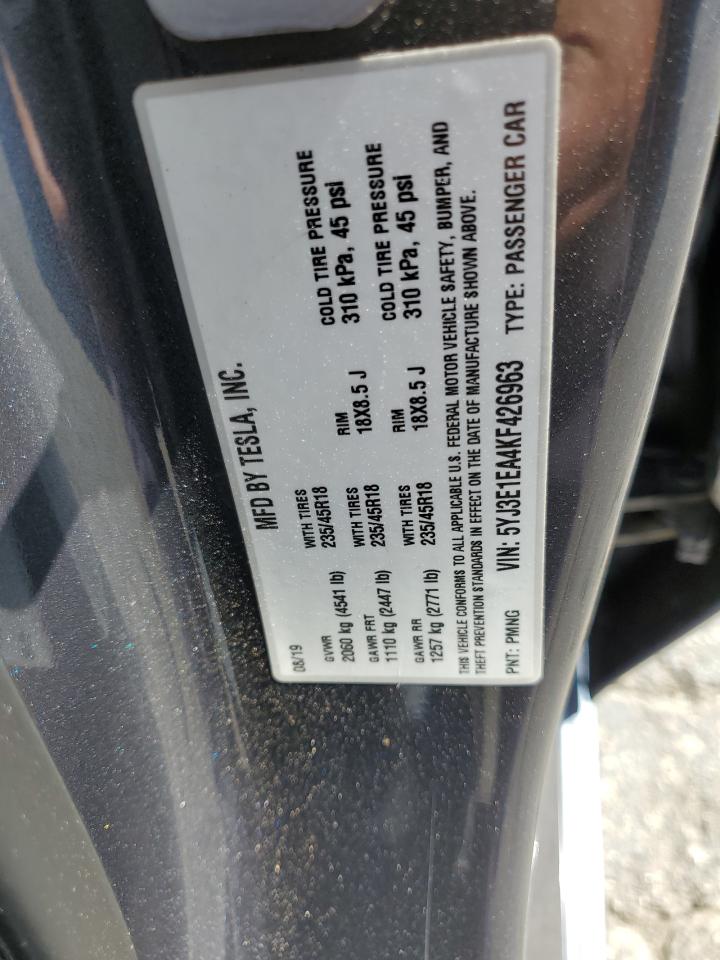 MFD BY TESLA, INC.
08/19
GVWR WITH TIRES RIM COLD TIRE PRESSURE
2060 kg (4541 lb) 235/45R18 18X8.5 J 310 kPa, 45 psi
GAWR FRT WITH TIRES RIM COLD TIRE PRESSURE
1110 kg (2447 lb) 235/45R18 18X8.5 J 310 kPa, 45 psi
GAWR RR WITH TIRES
1257 kg (2771 lb) 235/45R18
THIS VEHICLE CONFORMS TO ALL APPLICABLE U.S. FEDERAL MOTOR VEHICLE SAFETY, BUMPER, AND
THEFT PREVENTION STANDARDS IN EFFECT ON THE DATE OF MANUFACTURE SHOWN ABOVE.
PNT: PMNG VIN: 5YJ3E1EA4KF426963 TYPE: PASSENGER CAR